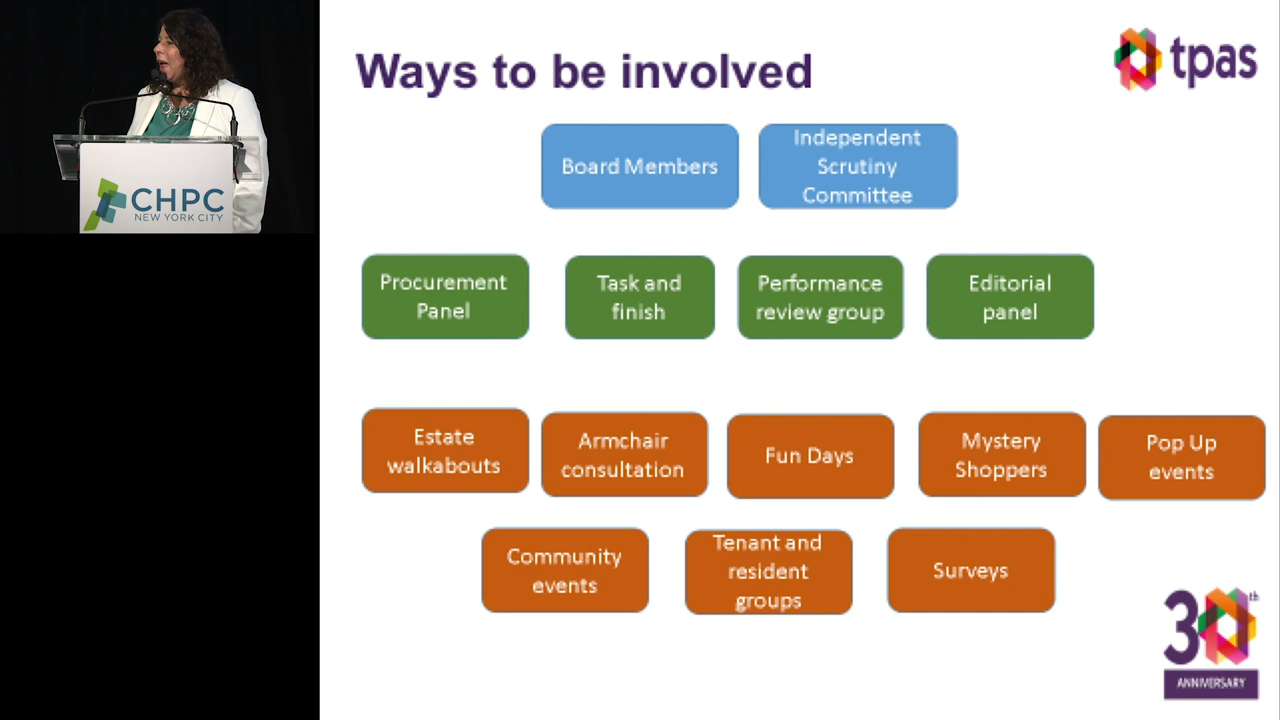 Ways to be involved
tpas
Board Members
Independent
Scrutiny
Committee
CHPC
NEW YORK CITY
Procurement
Panel
Task and
finish
Performance
review group
Editorial
panel
Estate
walkabouts
Armchair
consultation
Fun Days
Mystery
Shoppers
Pop Up
events
Community
events
Tenant and
resident
groups
Surveys
30th
ANNIVERSARY